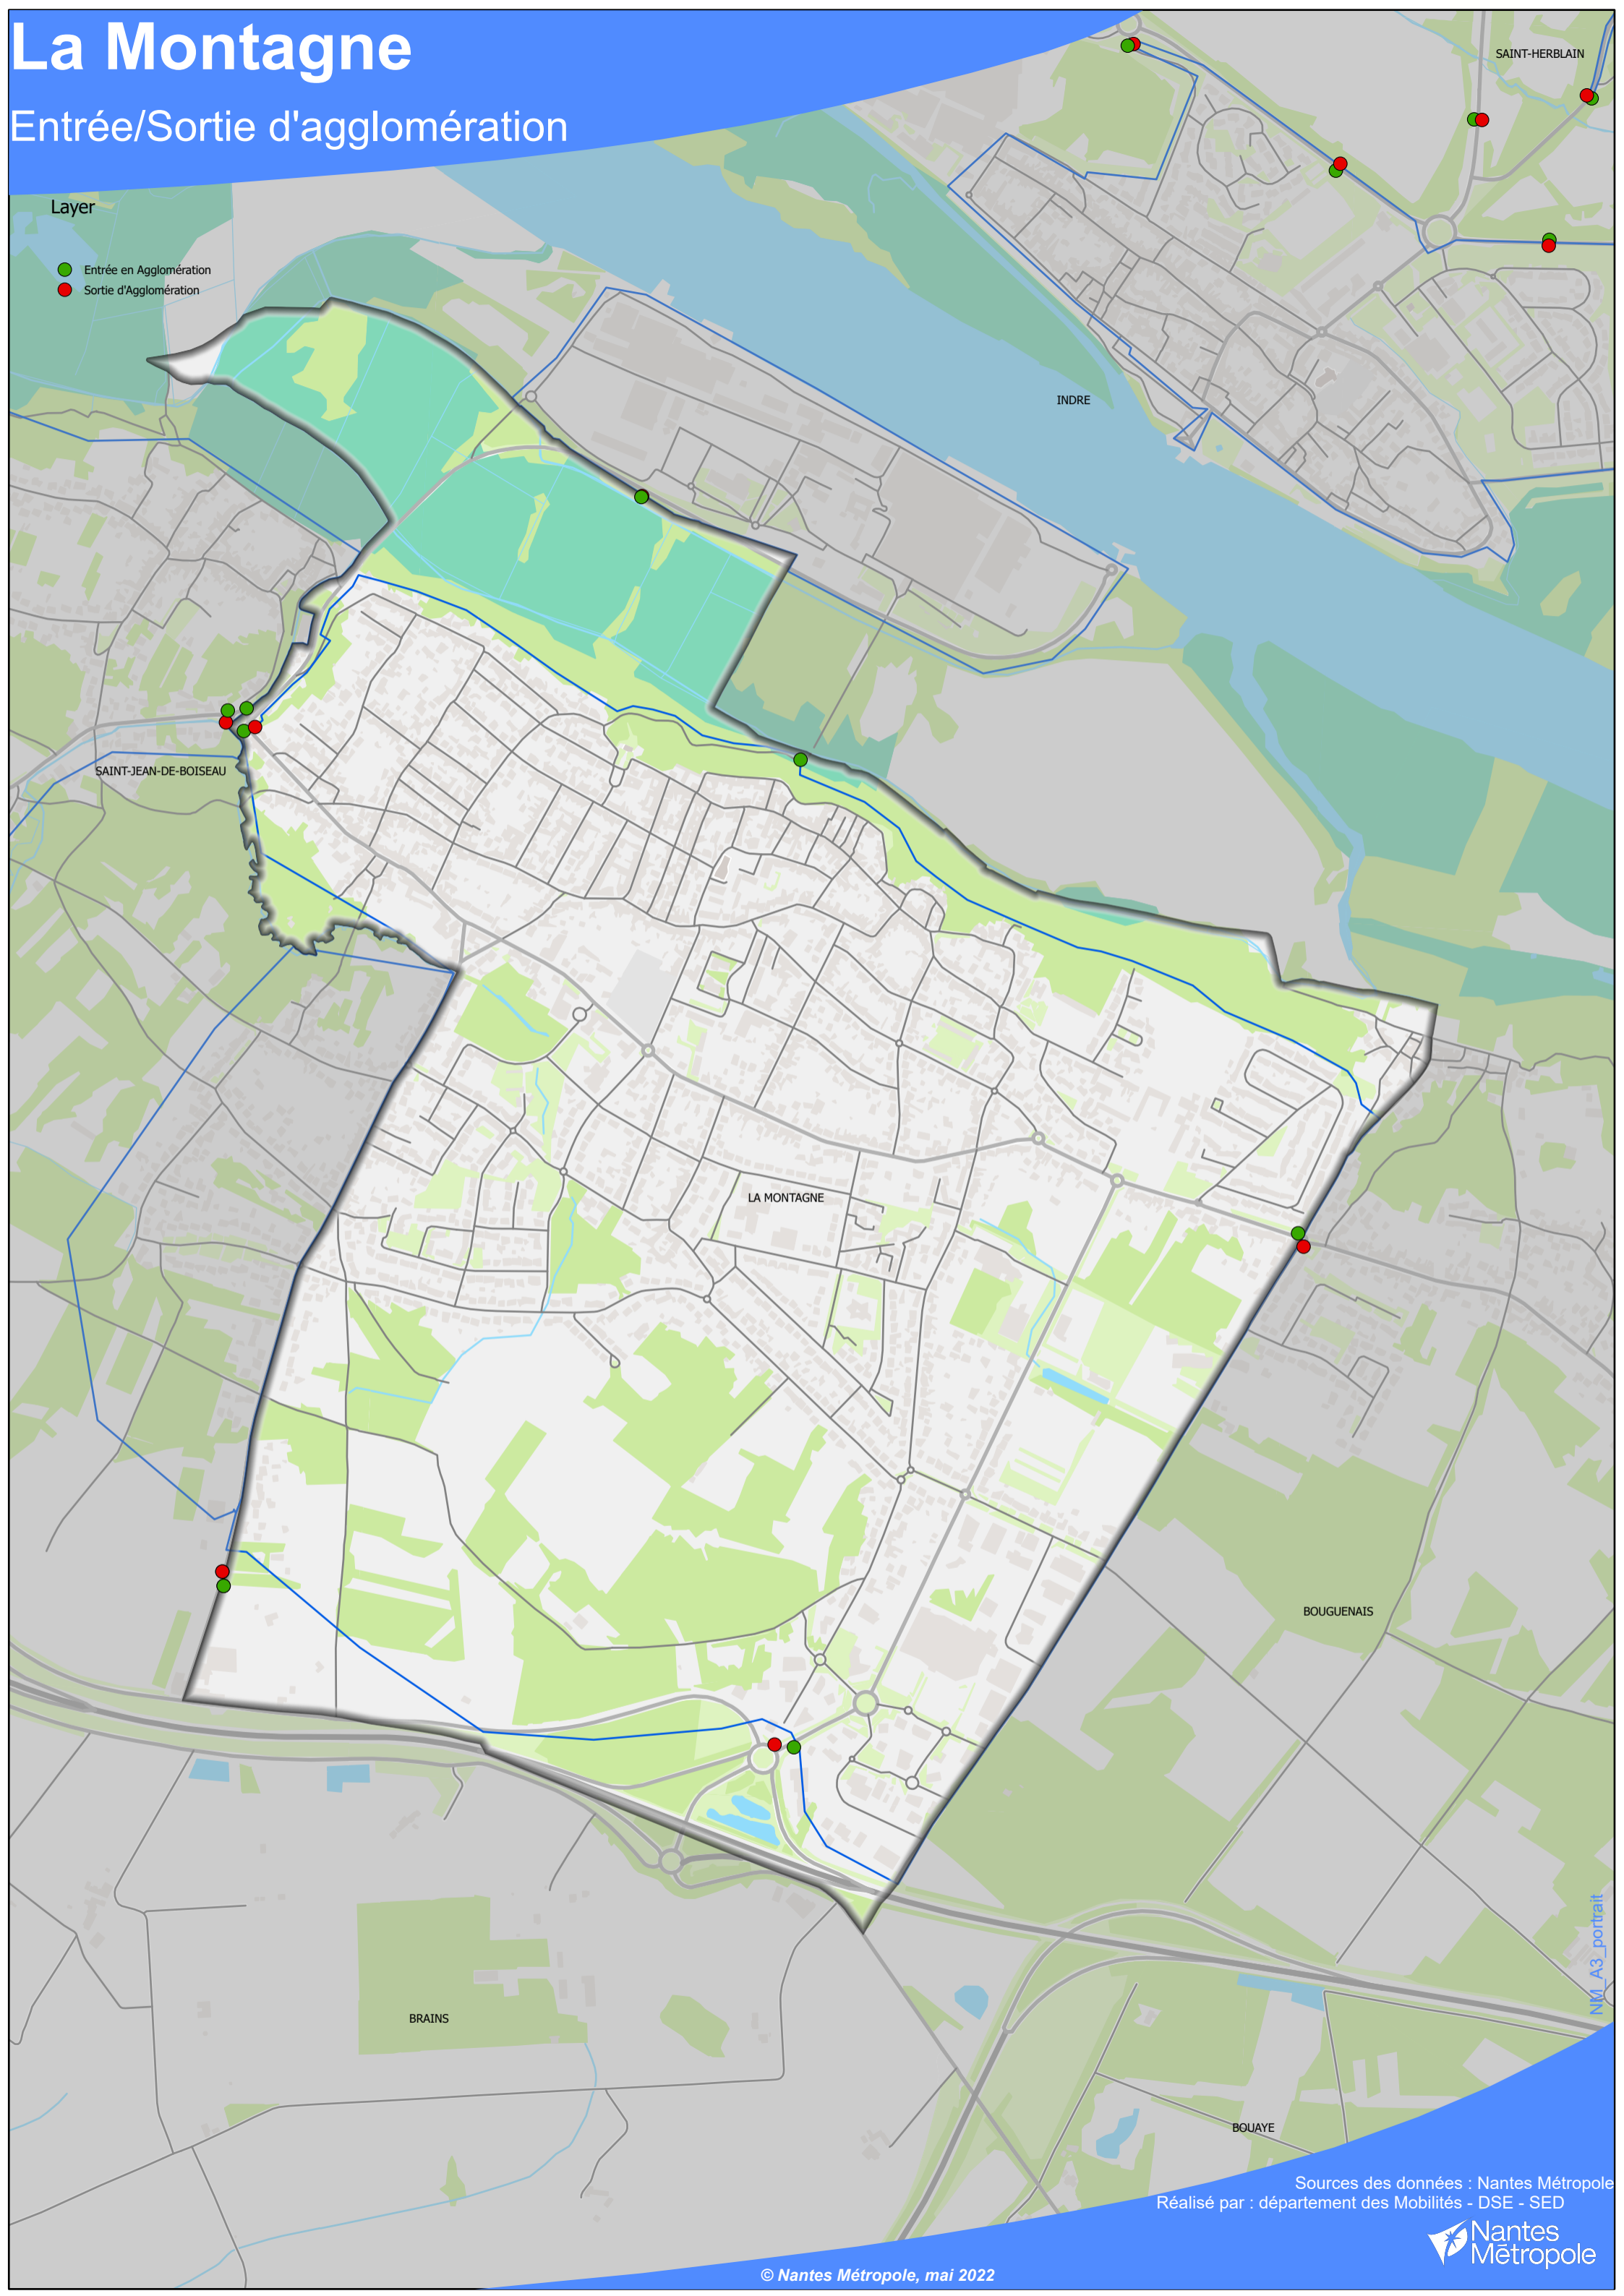 La Montagne
Entrée/Sortie d'agglomération
SAINT-HERBLAIN
Layer
Entrée en Agglomération
Sortie d'Agglomération
INDRE
SAINT-JEAN-DE-BOISEAU
LA MONTAGNE
BOUGUENAIS
NM_A3_portrait
BRAINS
BOUAYE
Sources des données : Nantes Métropole
Réalisé par : département des Mobilités - DSE - SED
Nantes
Métropole
© Nantes Métropole, mai 2022